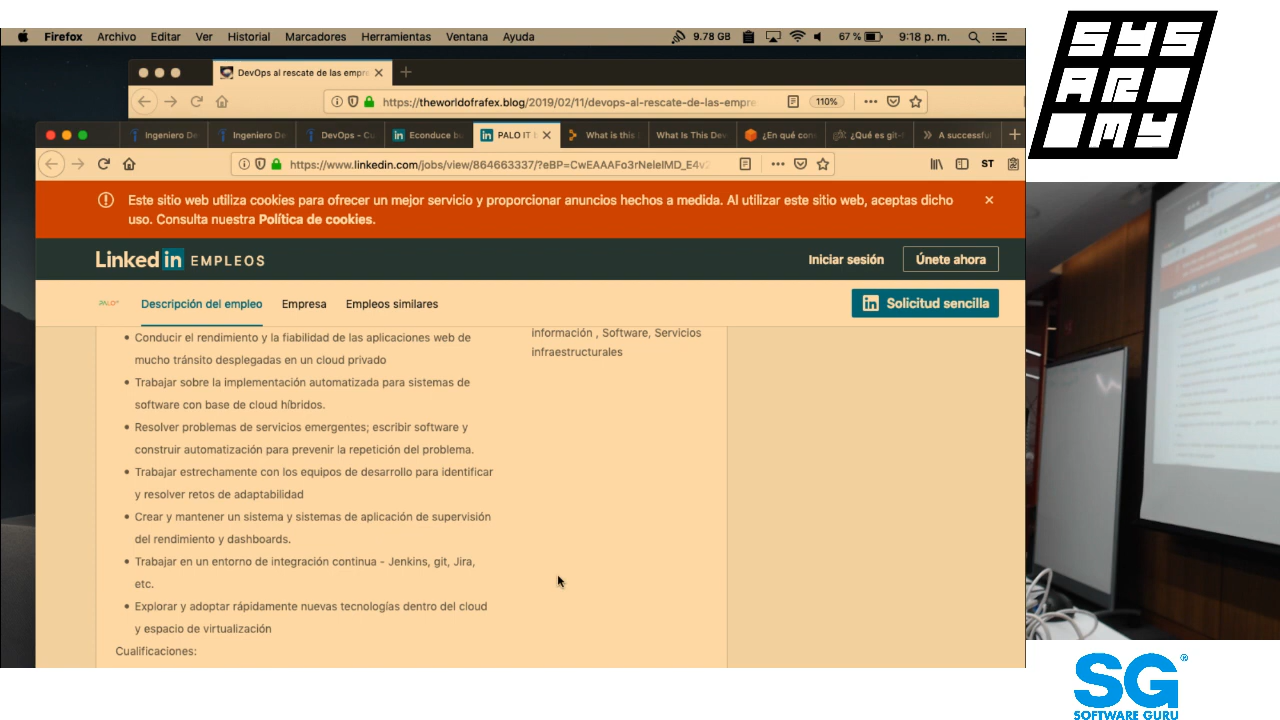 Firefox Archivo Editar Ver Historial Marcadores Herramientas Ventana Ayuda 9.78 GB 67 % 9:18 p. m.
DevOps al rescate de las empr
https://theworldofrafex.blog/2019/02/11/devops-al-rescate-de-las-empre 110%
Ingeniero De Ingeniero De DevOps - Cu Econduce bu PALO IT b What is this What Is This Dev ¿En qué con ¿Qué es git- A successfu
https://www.linkedin.com/jobs/view/864663337/?eBP=CwEAAAFo3rNeleIMD_E4v2 ST
Este sitio web utiliza cookies para ofrecer un mejor servicio y proporcionar anuncios hechos a medida. Al utilizar este sitio web, aceptas dicho
uso. Consulta nuestra Política de cookies.
Linked in EMPLEOS Iniciar sesión Únete ahora
PALO Descripción del empleo Empresa Empleos similares in Solicitud sencilla
información , Software, Servicios
infraestructurales
• Conducir el rendimiento y la fiabilidad de las aplicaciones web de
mucho tránsito desplegadas en un cloud privado
• Trabajar sobre la implementación automatizada para sistemas de
software con base de cloud híbridos.
• Resolver problemas de servicios emergentes; escribir software y
construir automatización para prevenir la repetición del problema.
• Trabajar estrechamente con los equipos de desarrollo para identificar
y resolver retos de adaptabilidad
• Crear y mantener un sistema y sistemas de aplicación de supervisión
del rendimiento y dashboards.
• Trabajar en un entorno de integración continua - Jenkins, git, Jira,
etc.
• Explorar y adoptar rápidamente nuevas tecnologías dentro del cloud
y espacio de virtualización
Cualificaciones:
SYS
AR
MY
SG®
SOFTWARE GURU